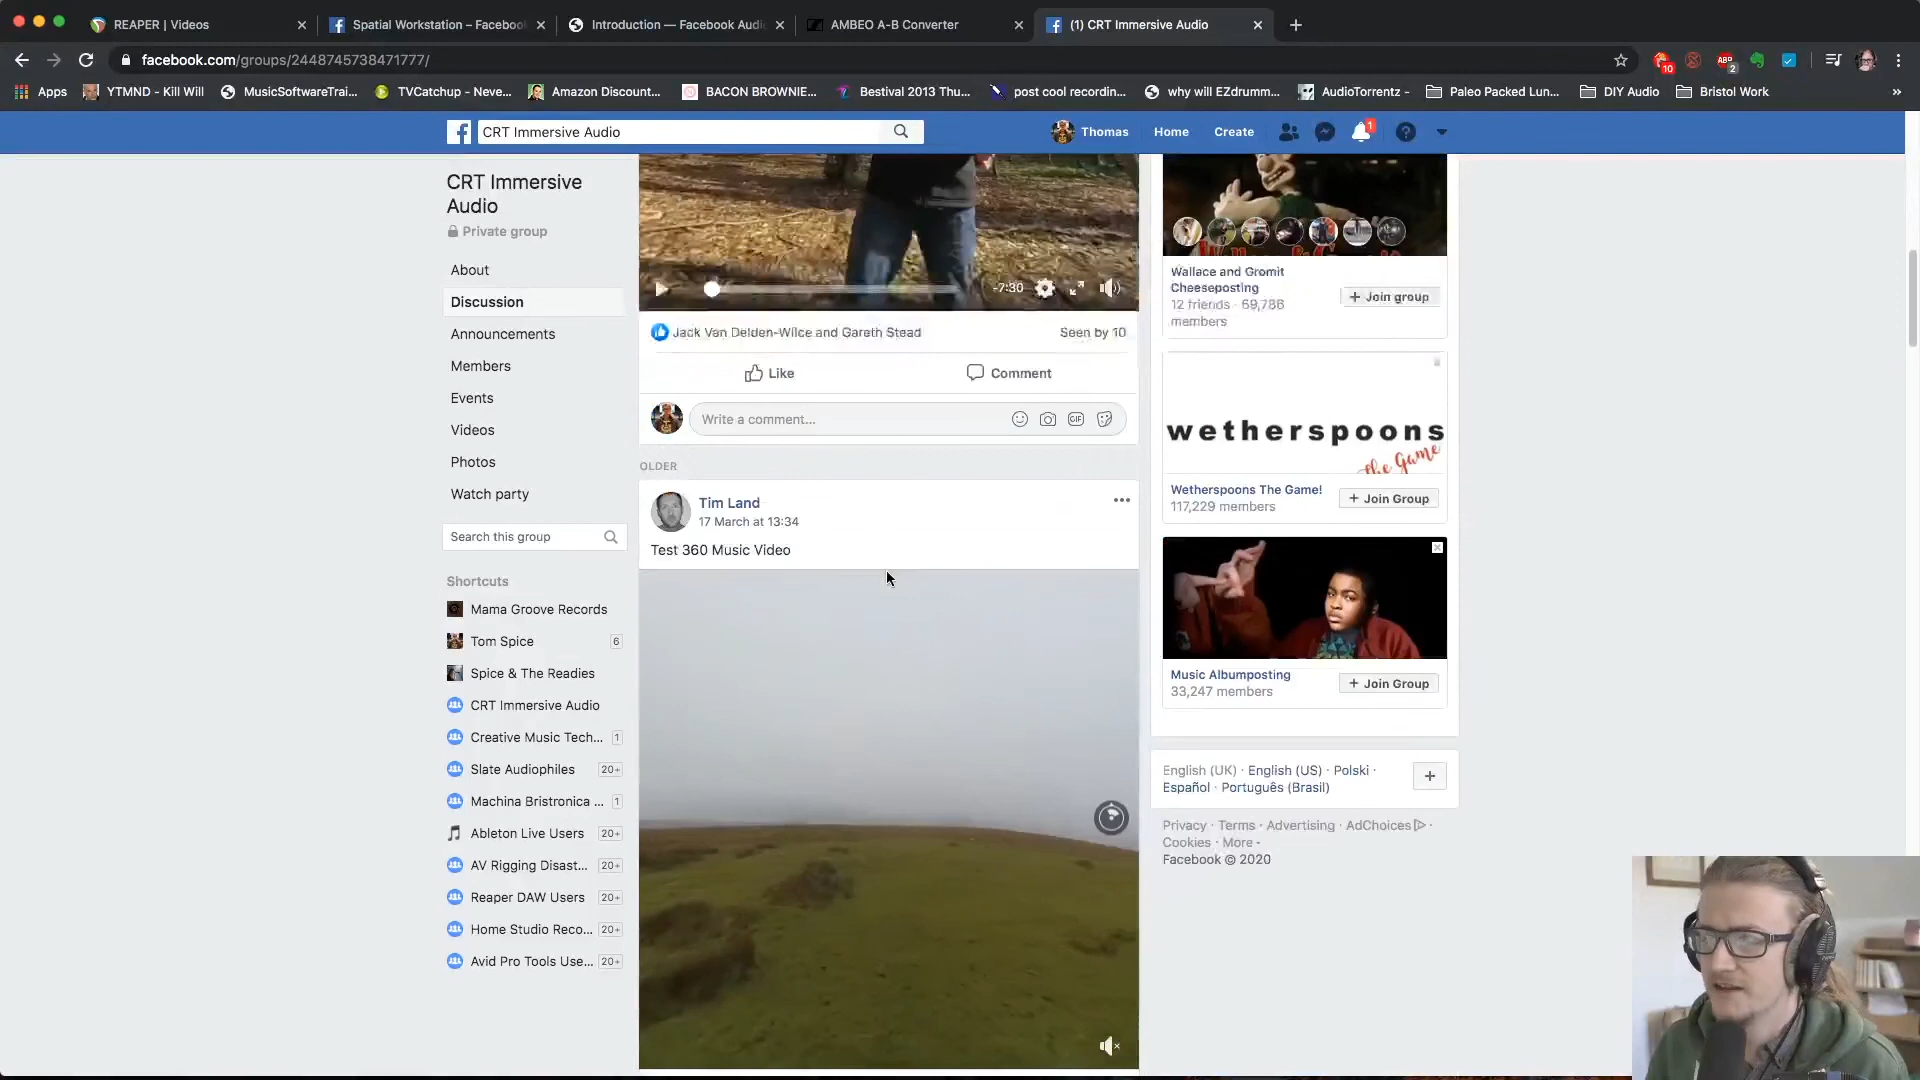 REAPER | Videos
Spatial Workstation – Faceboo
Introduction — Facebook Audi
AMBEO A-B Converter
(1) CRT Immersive Audio
facebook.com/groups/2448745738471777/
10
ABP
2
Apps
YTMND - Kill Will
MusicSoftwareTrai...
TVCatchup - Neve...
Amazon Discount...
BACON BROWNIE...
Bestival 2013 Thu...
post cool recordin...
why will EZdrumm...
AudioTorrentz -
Paleo Packed Lun...
DIY Audio
Bristol Work
»
CRT Immersive Audio
Thomas
Home
Create
1
CRT Immersive
Audio
Private group
About
Discussion
Announcements
Members
Events
Videos
Photos
Watch party
Search this group
Shortcuts
Mama Groove Records
Tom Spice
6
Spice & The Readies
CRT Immersive Audio
Creative Music Tech...
1
Slate Audiophiles
20+
Machina Bristronica ...
1
Ableton Live Users
20+
AV Rigging Disast...
20+
Reaper DAW Users
20+
Home Studio Reco...
20+
Avid Pro Tools Use...
20+
-7:30
Jack Van Delden-Wilce and Gareth Stead
Seen by 10
Like
Comment
Write a comment...
GIF
OLDER
Tim Land
17 March at 13:34
Test 360 Music Video
Wallace and Gromit
Cheeseposting
12 friends · 69,786
members
+ Join group
wetherspoons
the Game!
Wetherspoons The Game!
117,229 members
+ Join Group
Music Albumposting
33,247 members
+ Join Group
English (UK) · English (US) · Polski ·
Español · Português (Brasil)
Privacy · Terms · Advertising · AdChoices ·
Cookies · More
Facebook © 2020